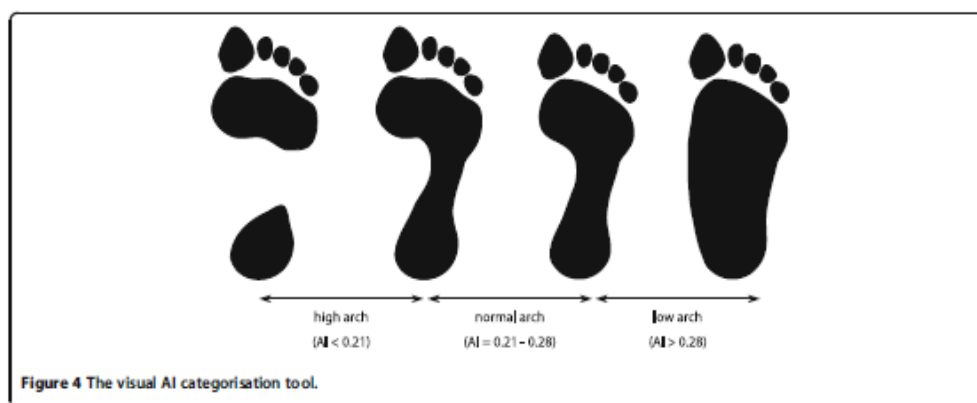 high arch normal arch low arch
(AI < 0.21) (AI = 0.21 – 0.28) (AI > 0.28)
Figure 4 The visual AI categorisation tool.